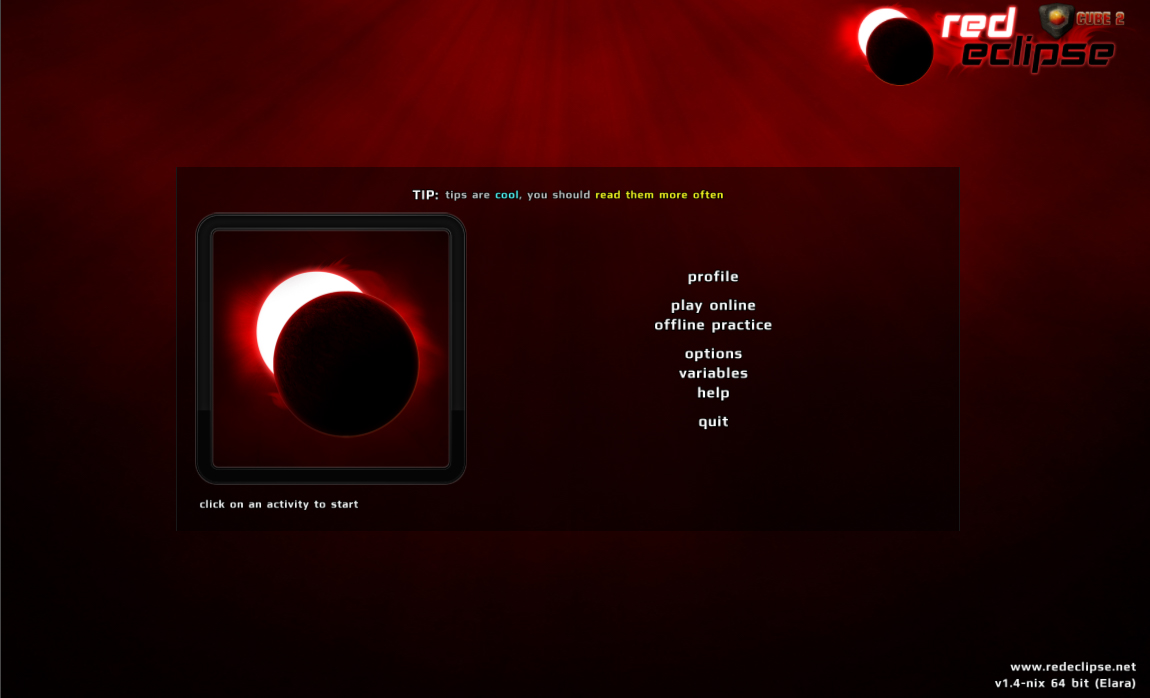 red
CUBE 2
eclipse
TIP: tips are cool, you should read them more often
profile
play online
offline practice
options
variables
help
quit
click on an activity to start
www.redeclipse.net
v1.4-nix 64 bit (Elara)